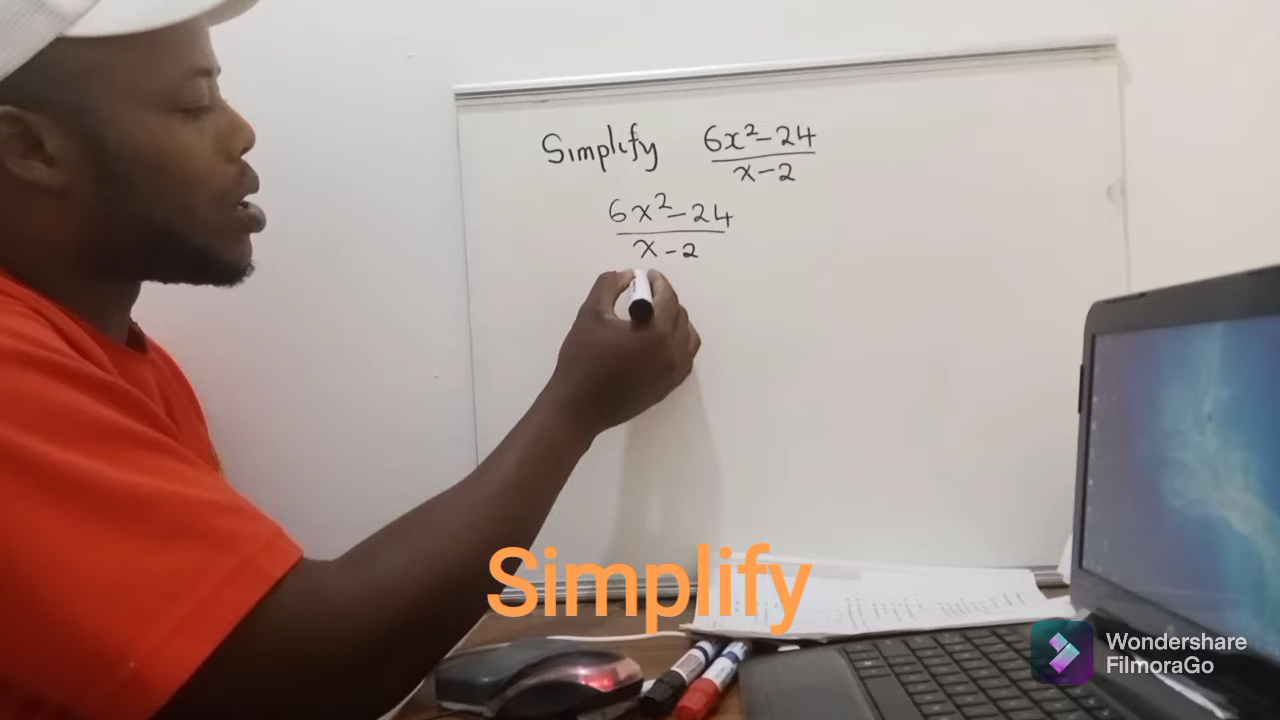 Simplify 6x²-24
x-2
6x²-24
x-2
Simplify
Wondershare
FilmoraGo